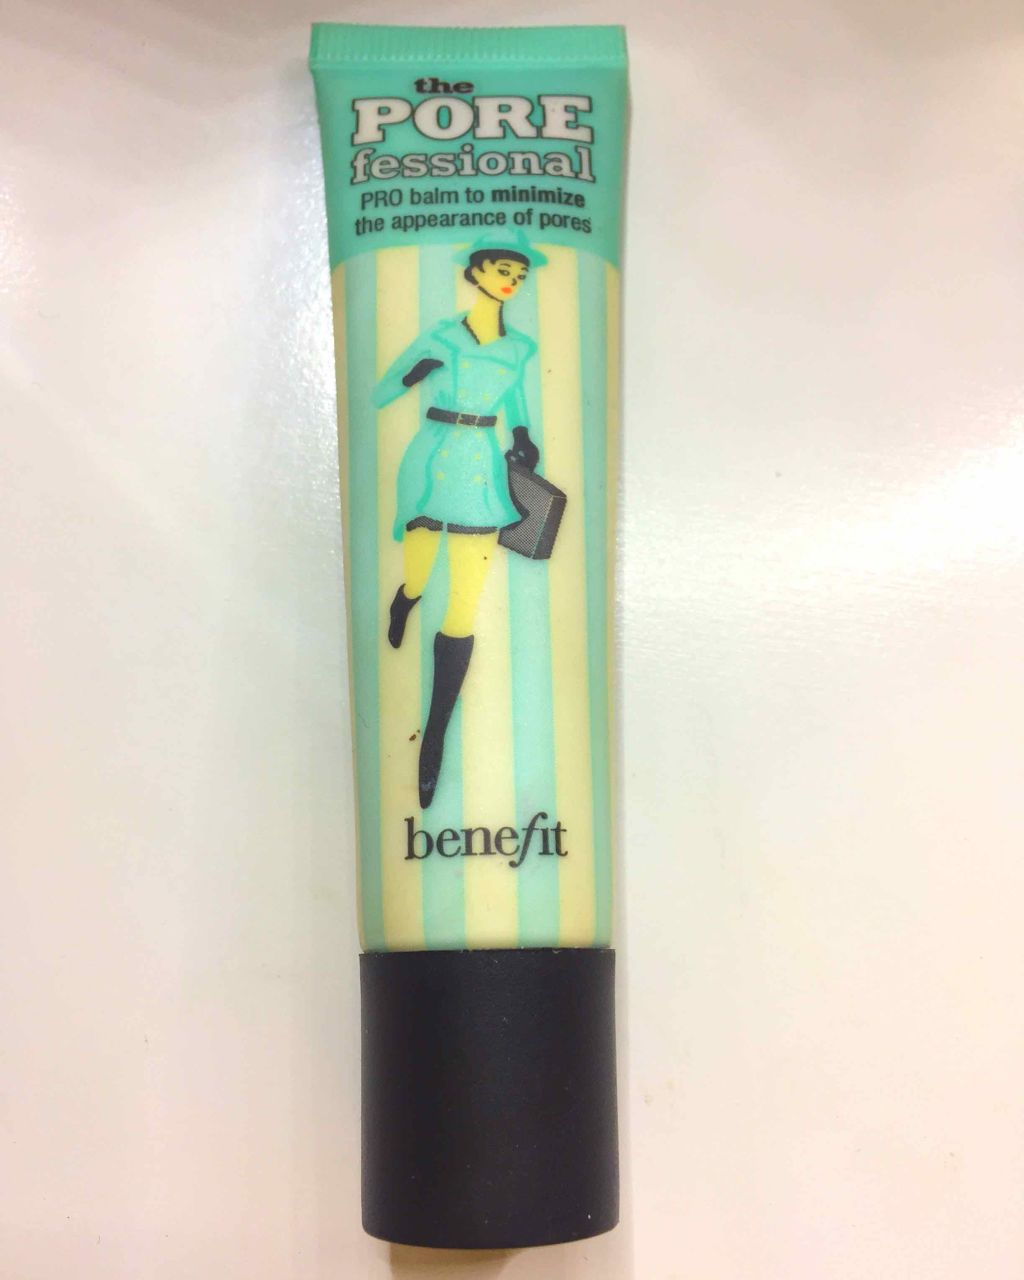 the
PORE
fessional
PRO balm to minimize
the appearance of pores
benefit